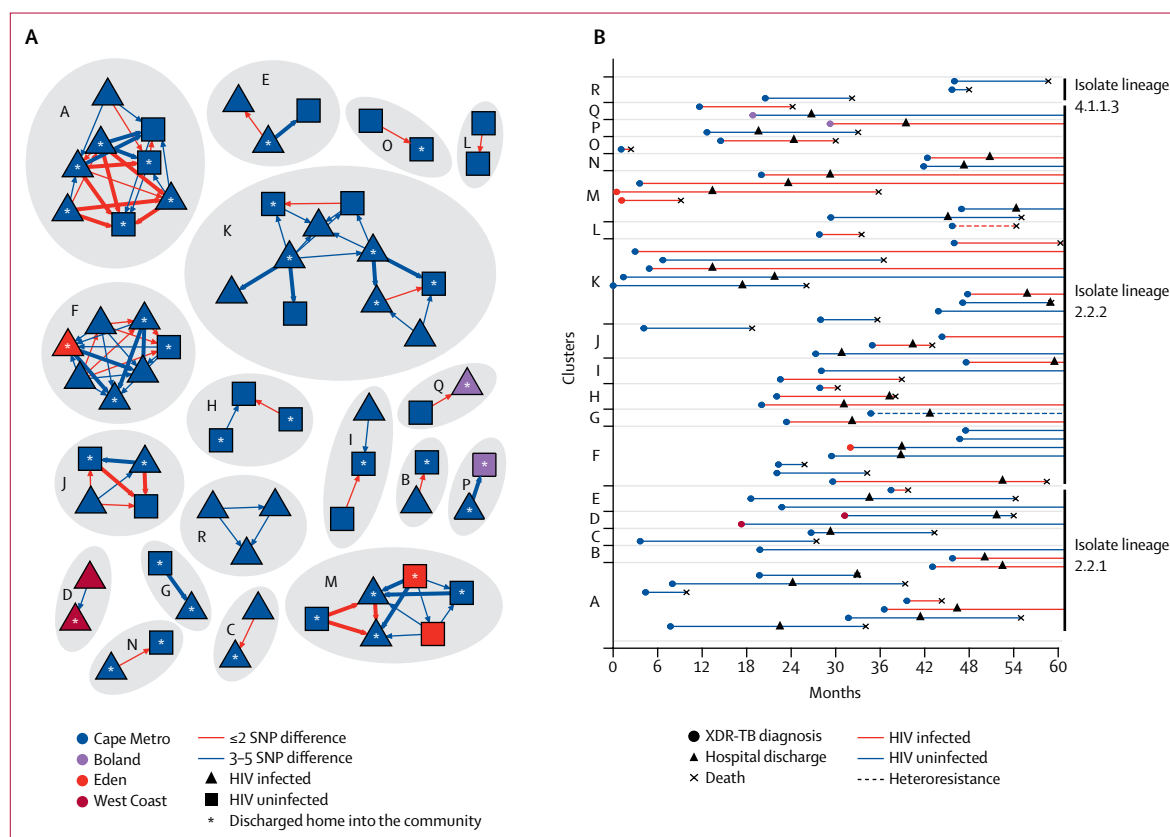 A
B
A
E
O
L
K
F
H
I
Q
B
P
J
R
M
D
G
N
C
Cape Metro
Boland
Eden
West Coast
≤2 SNP difference
3–5 SNP difference
HIV infected
HIV uninfected
* Discharged home into the community
Clusters
R
Q
P
O
N
M
L
K
J
I
H
G
F
E
D
C
B
A
Isolate lineage
4.1.1.3
Isolate lineage
2.2.2
Isolate lineage
2.2.1
0 6 12 18 24 30 36 42 48 54 60
Months
XDR-TB diagnosis
Hospital discharge
Death
HIV infected
HIV uninfected
Heteroresistance